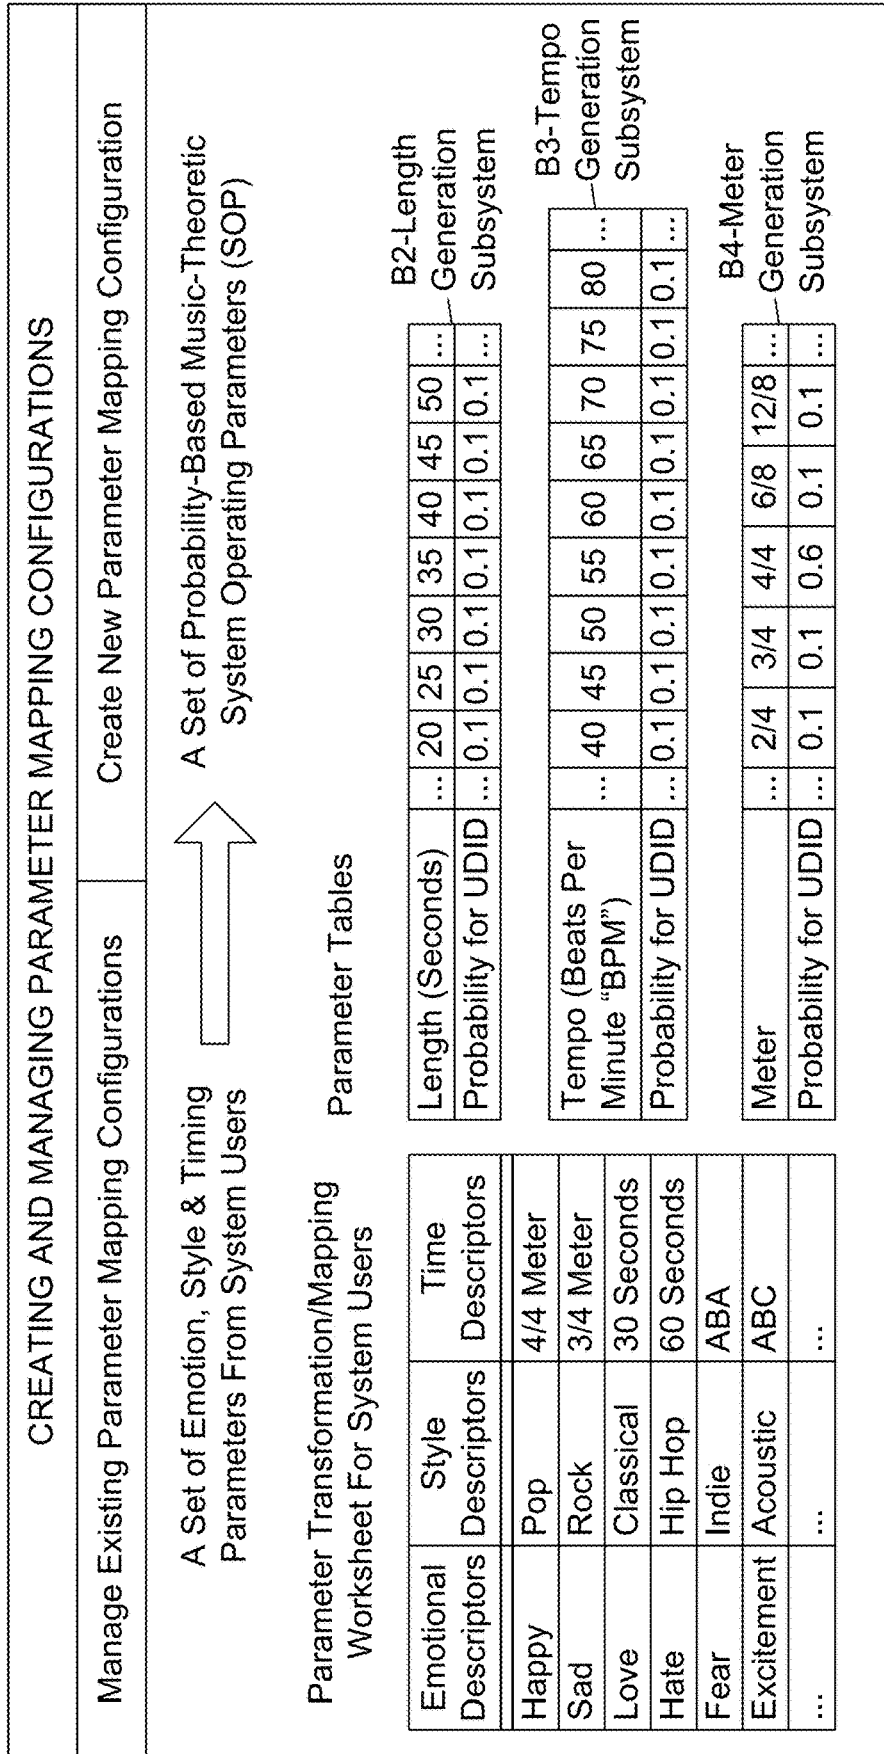 CREATING AND MANAGING PARAMETER MAPPING CONFIGURATIONS
Manage Existing Parameter Mapping Configurations
Create New Parameter Mapping Configuration
A Set of Emotion, Style & Timing
Parameters From System Users
A Set of Probability-Based Music-Theoretic
System Operating Parameters (SOP)
Parameter Transformation/Mapping
Worksheet For System Users
Emotional Descriptors Style Descriptors Time Descriptors
Happy Pop 4/4 Meter
Sad Rock 3/4 Meter
Love Classical 30 Seconds
Hate Hip Hop 60 Seconds
Fear Indie ABA
Excitement Acoustic ABC
... ... ...
Parameter Tables
Length (Seconds) ... 20 25 30 35 40 45 50 ...
Probability for UDID ... 0.1 0.1 0.1 0.1 0.1 0.1 0.1 ...
B2-Length
Generation
Subsystem
Tempo (Beats Per
Minute “BPM”) ... 40 45 50 55 60 65 70 75 80 ...
Probability for UDID ... 0.1 0.1 0.1 0.1 0.1 0.1 0.1 0.1 0.1 ...
B3-Tempo
Generation
Subsystem
Meter ... 2/4 3/4 4/4 6/8 12/8 ...
Probability for UDID ... 0.1 0.1 0.6 0.1 0.1 ...
B4-Meter
Generation
Subsystem